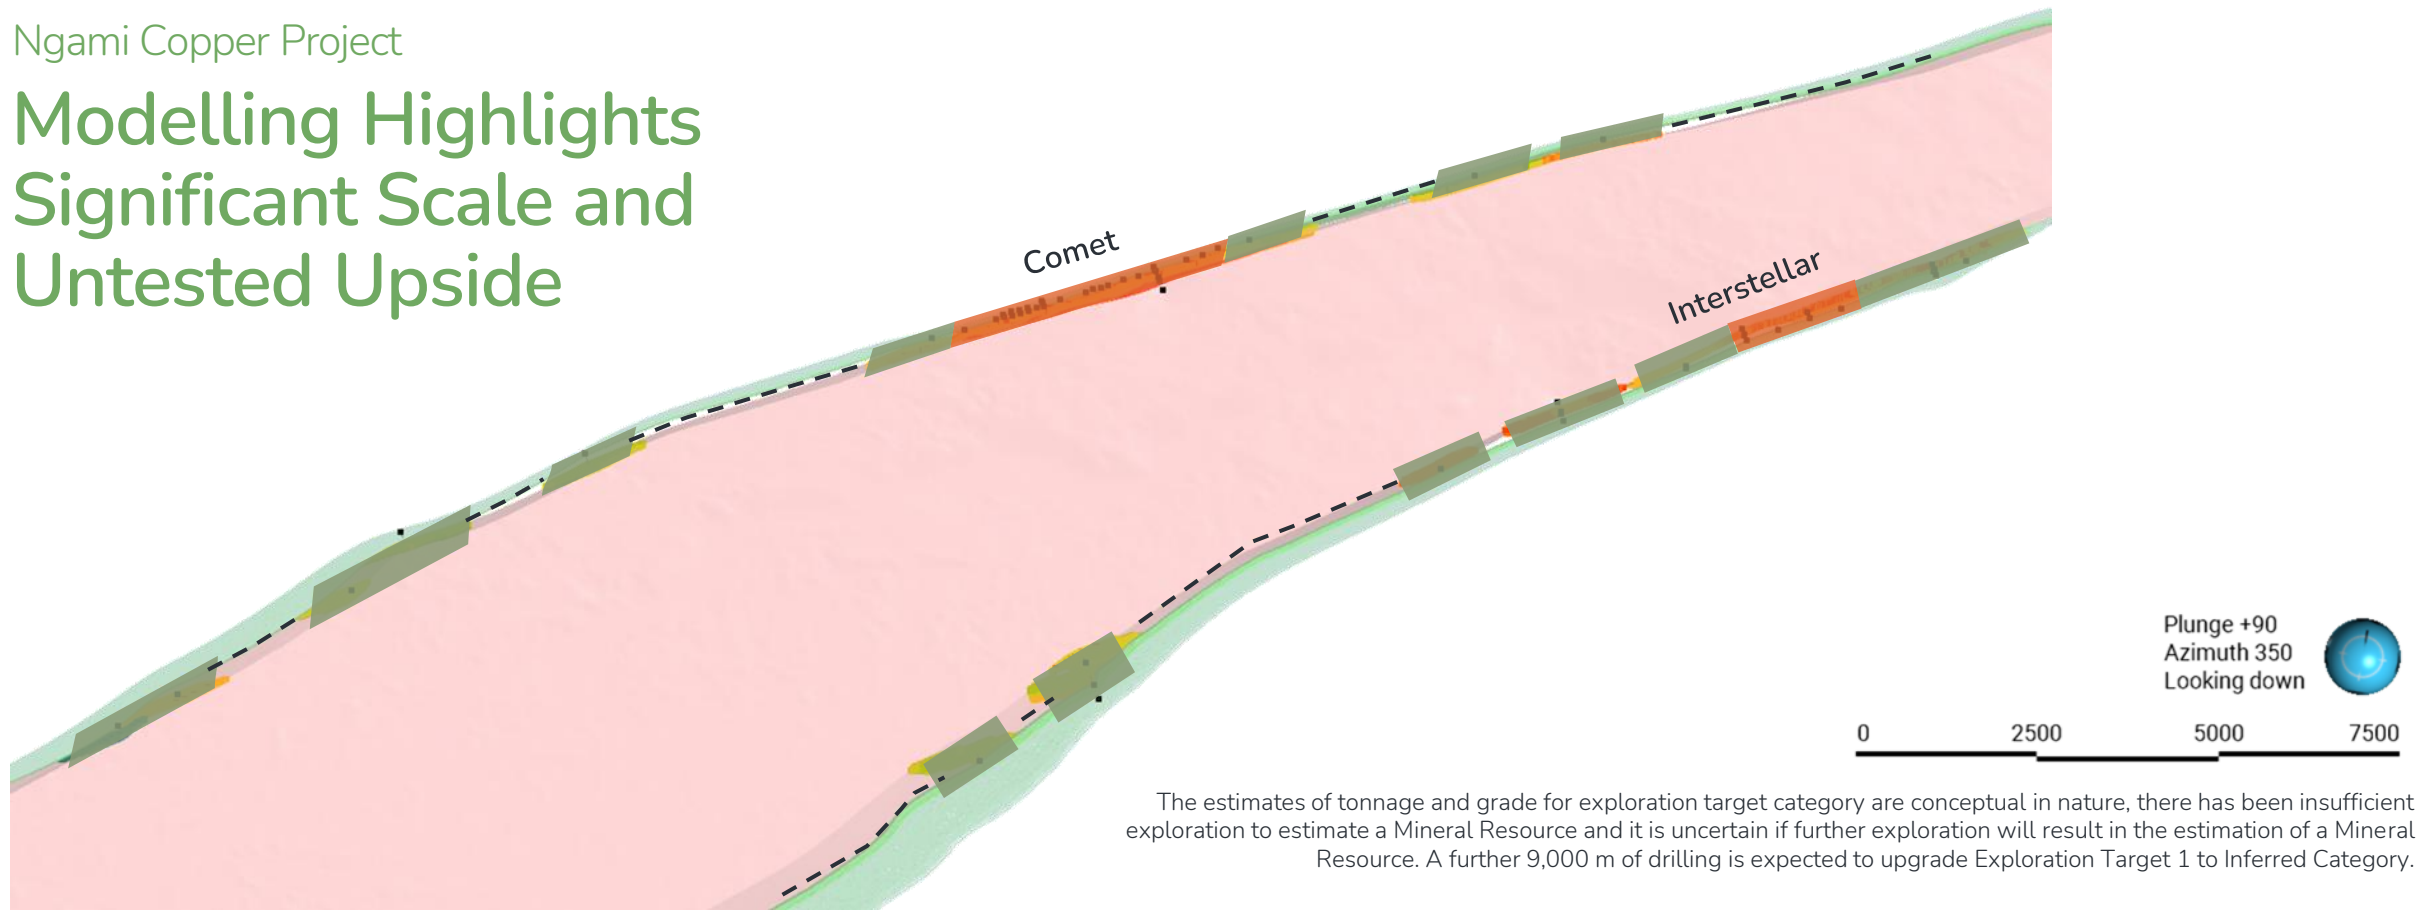 Ngami Copper Project
Modelling Highlights
Significant Scale and
Untested Upside
Comet
Interstellar
Plunge +90
Azimuth 350
Looking down
0 2500 5000 7500
The estimates of tonnage and grade for exploration target category are conceptual in nature, there has been insufficient
exploration to estimate a Mineral Resource and it is uncertain if further exploration will result in the estimation of a Mineral
Resource. A further 9,000 m of drilling is expected to upgrade Exploration Target 1 to Inferred Category.